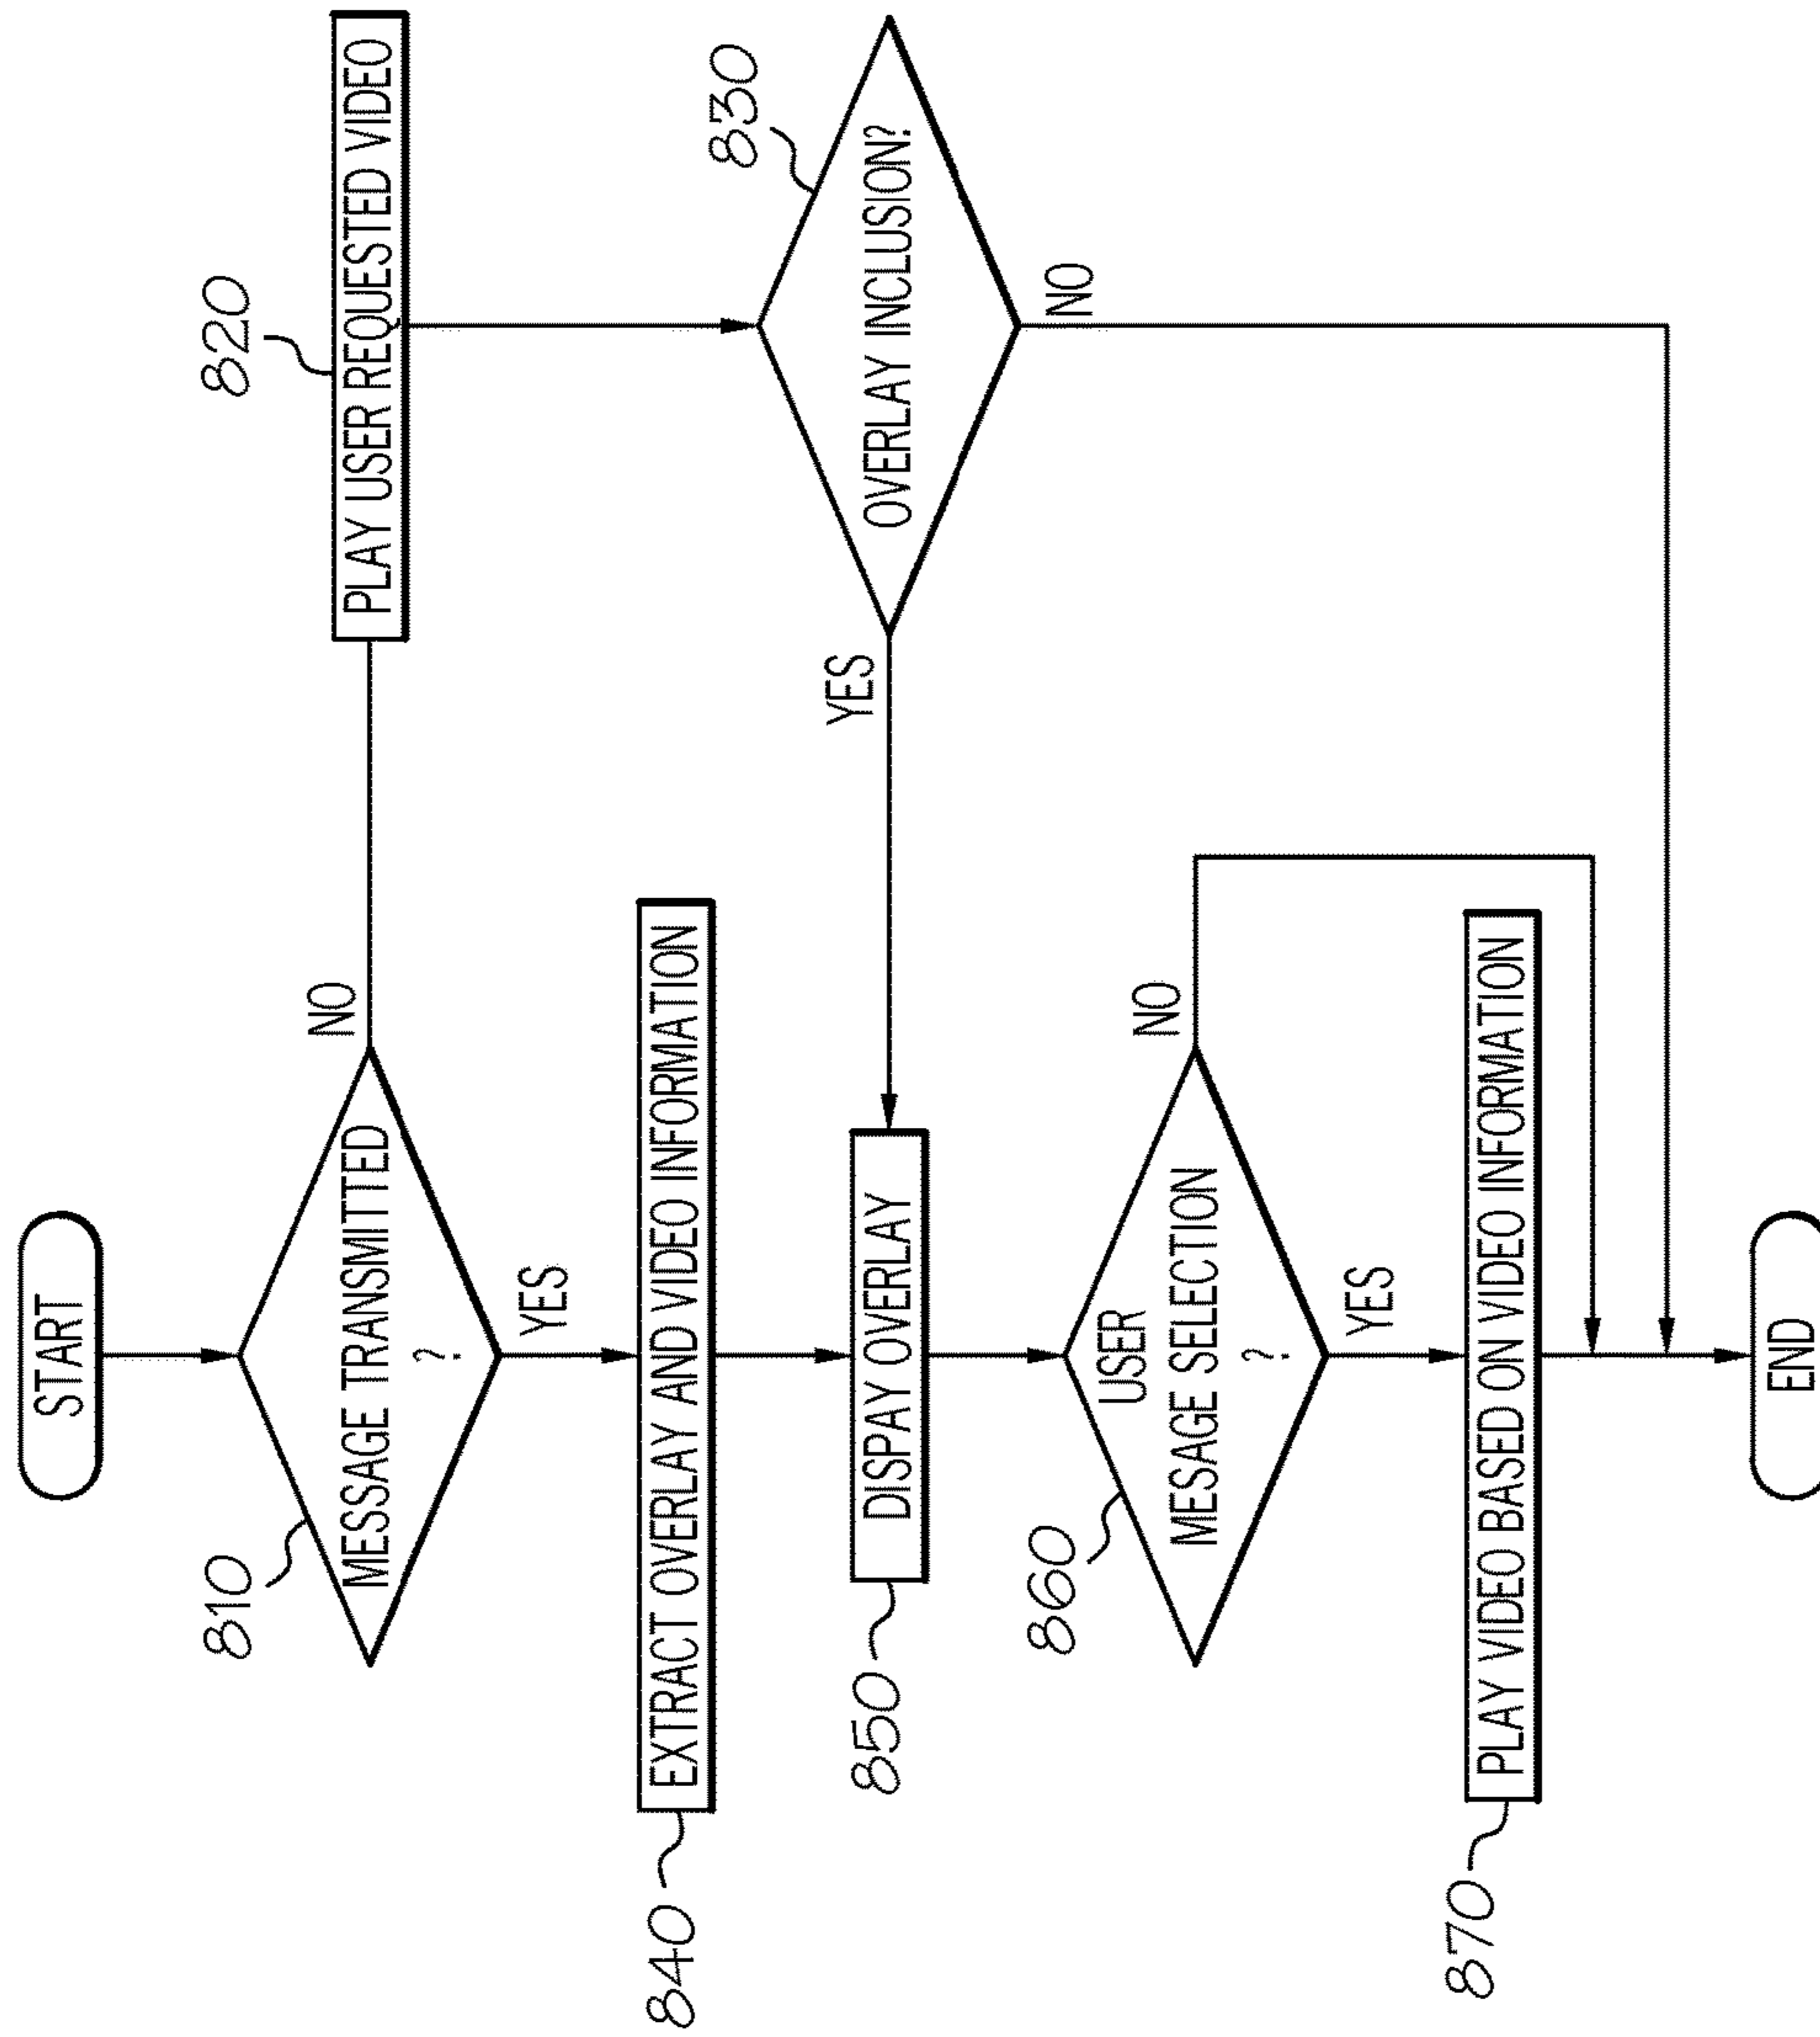 START
810
MESSAGE TRANSMITTED
?
NO
820
PLAY USER REQUESTED VIDEO
YES
840
EXTRACT OVERLAY AND VIDEO INFORMATION
830
OVERLAY INCLUSION?
YES
NO
850
DISPAY OVERLAY
860
USER
MESAGE SELECTION
?
NO
YES
870
PLAY VIDEO BASED ON VIDEO INFORMATION
END